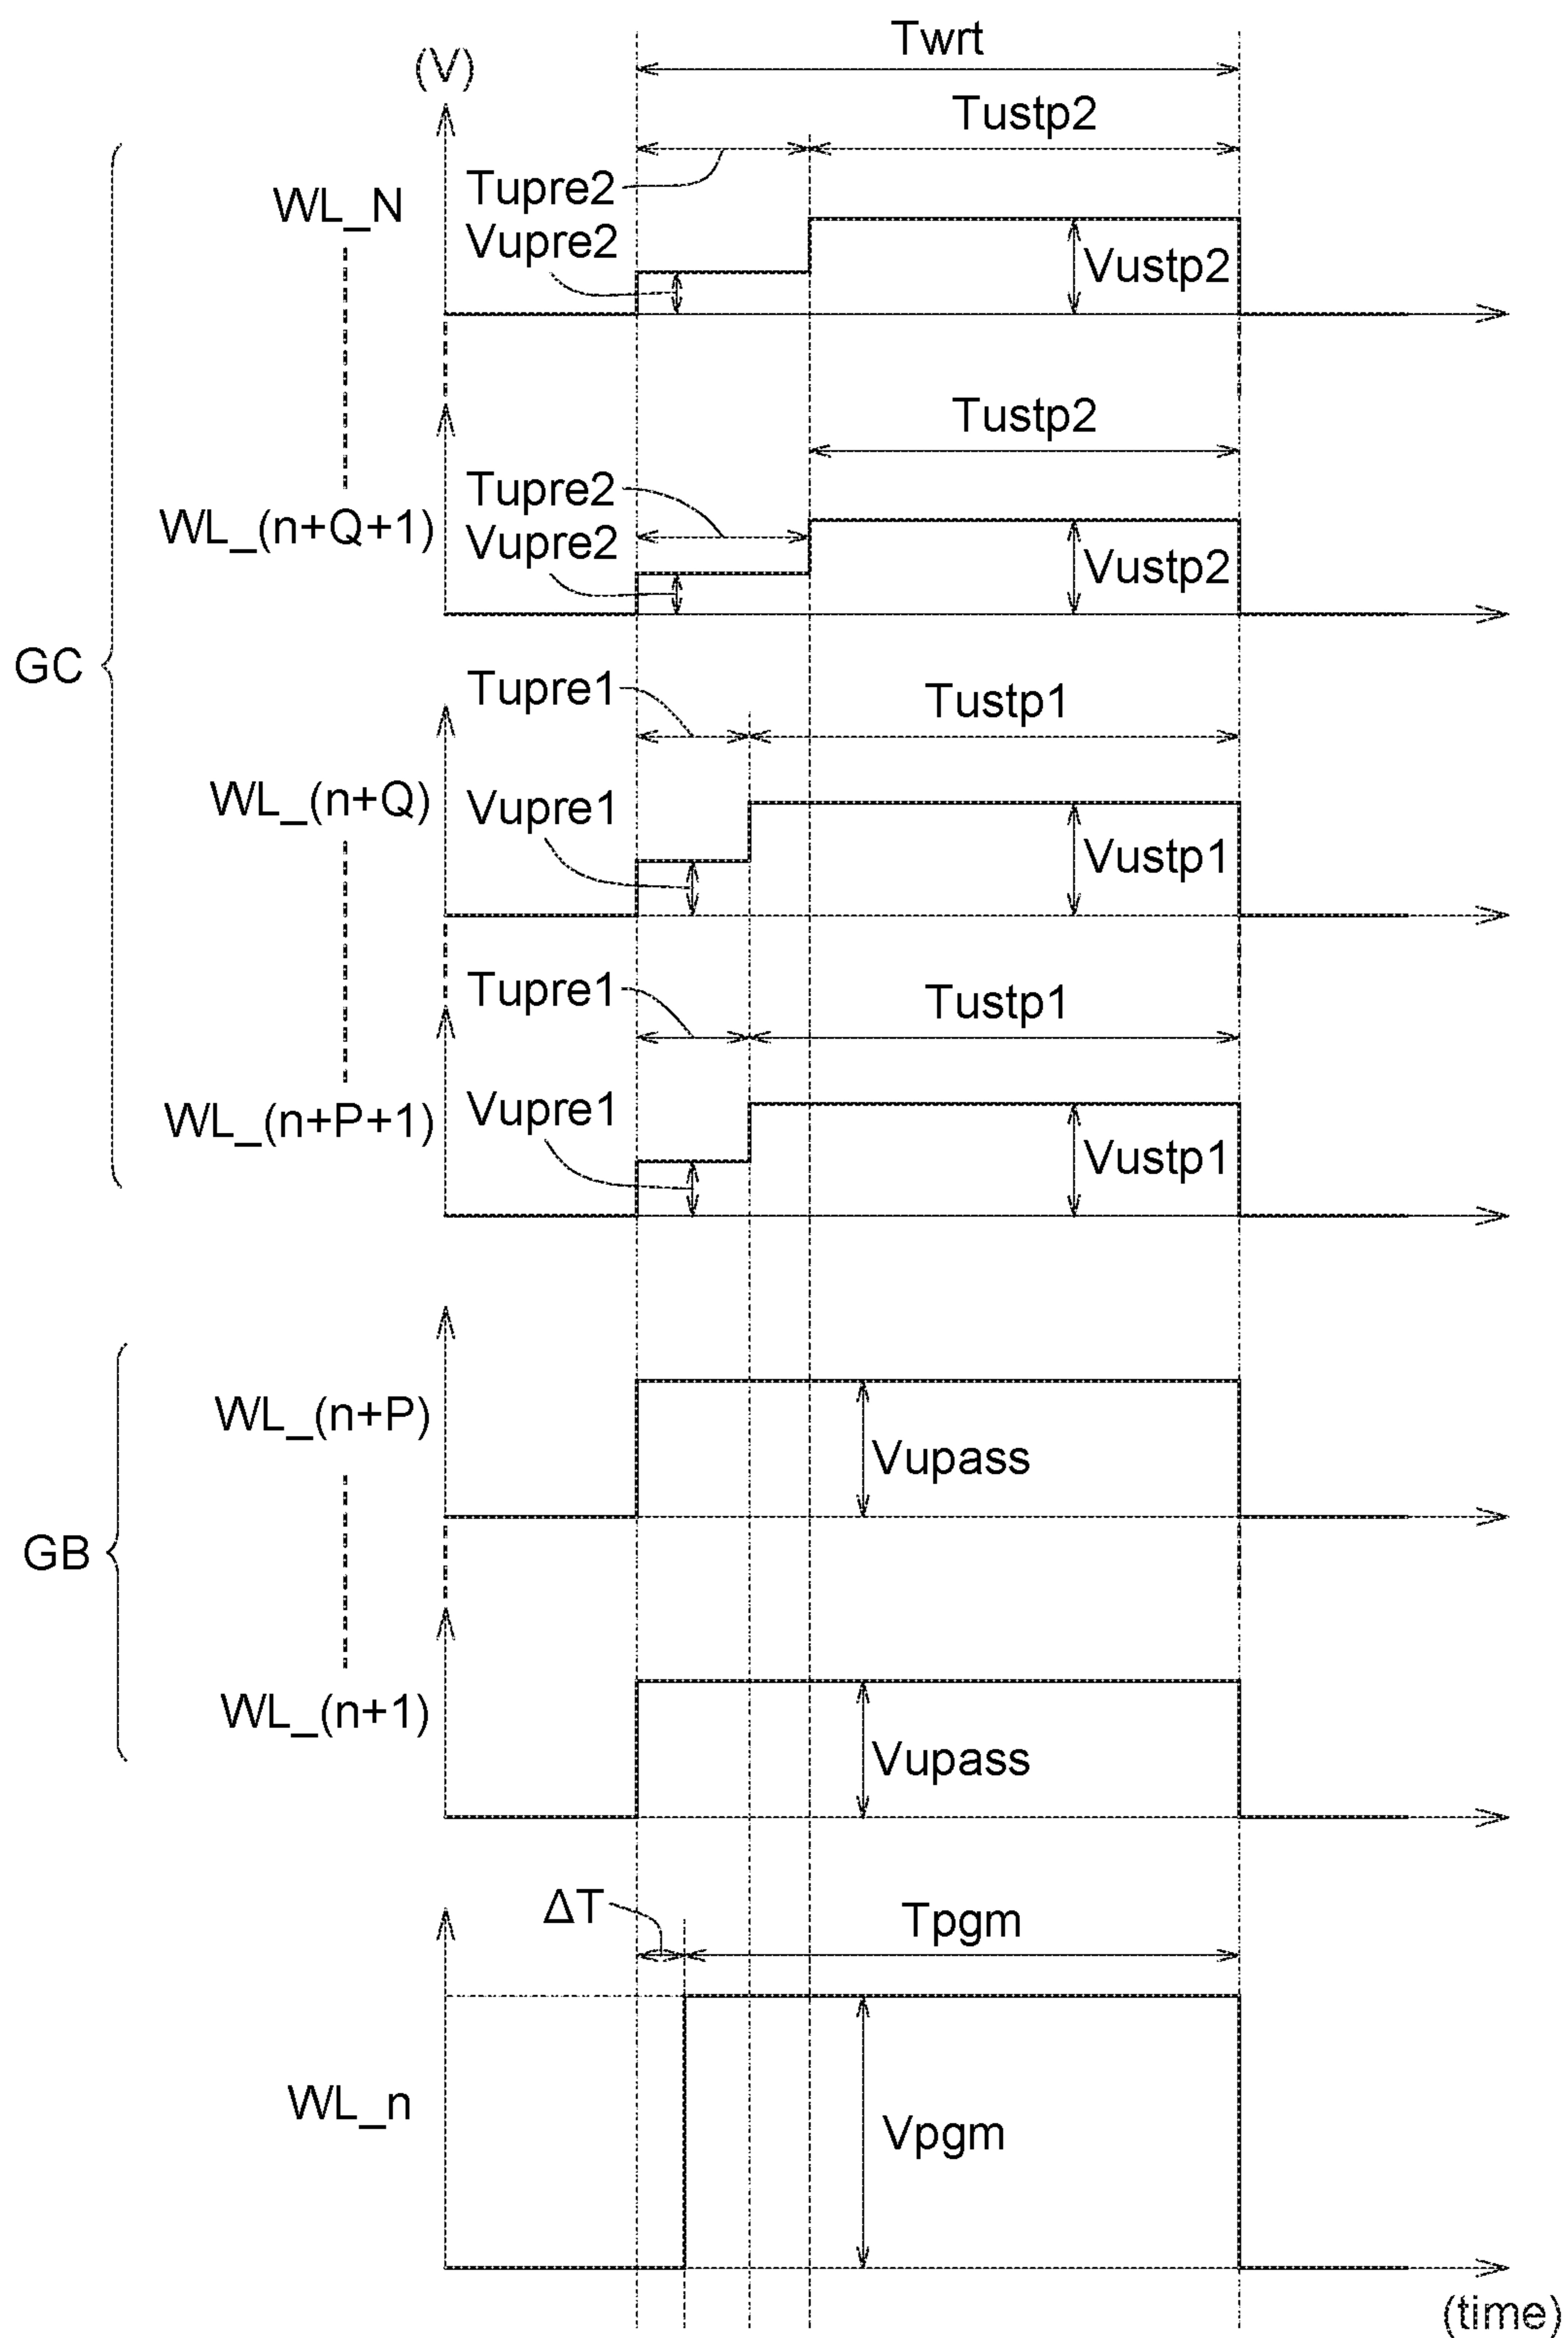 Twrt
(V)
Tustp2
Tupre2
WL_N
Vupre2
Vustp2
Tustp2
Tupre2
WL_(n+Q+1)
Vupre2
Vustp2
GC
Tupre1
Tustp1
WL_(n+Q)
Vupre1
Vustp1
Tupre1
Tustp1
Vupre1
WL_(n+P+1)
Vustp1
WL_(n+P)
Vupass
GB
WL_(n+1)
Vupass
ΔT
Tpgm
WL_n
Vpgm
(time)